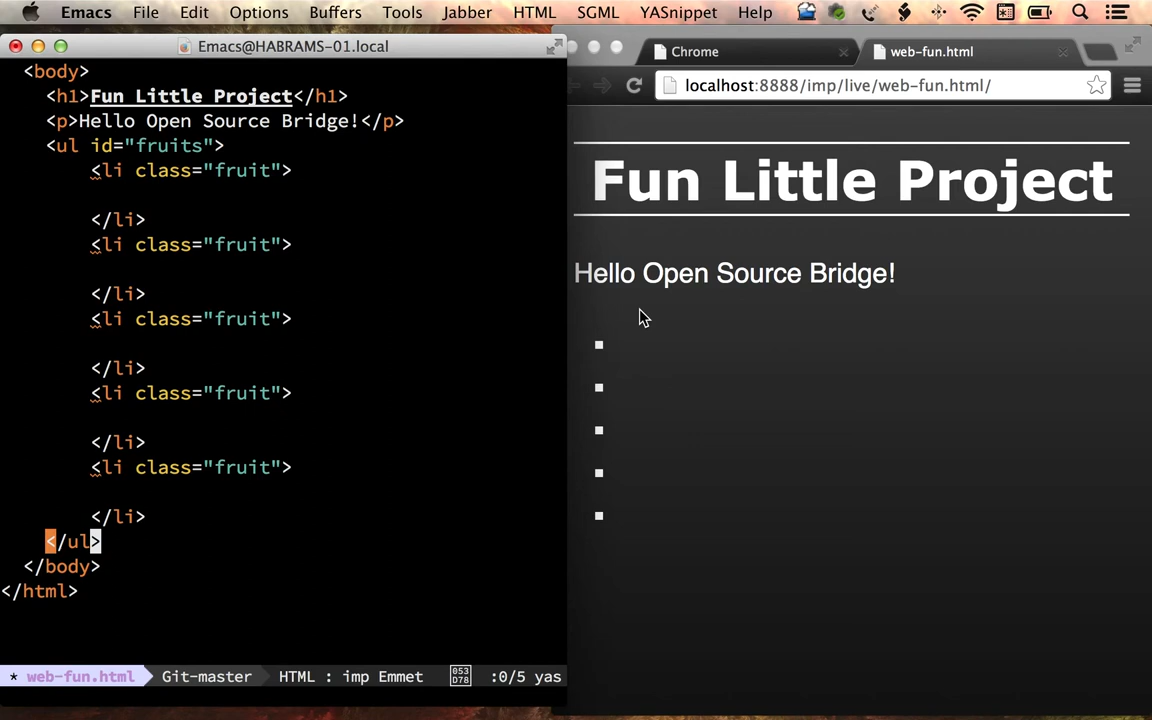 Emacs File Edit Options Buffers Tools Jabber HTML SGML YASnippet Help
Emacs@HABRAMS-01.local
<body>
<h1>Fun Little Project</h1>
<p>Hello Open Source Bridge!</p>
<ul id="fruits">
<li class="fruit">
</li>
<li class="fruit">
</li>
<li class="fruit">
</li>
<li class="fruit">
</li>
<li class="fruit">
</li>
</ul>
</body>
</html>
* web-fun.html Git-master HTML : imp Emmet 053 D78 :0/5 yas
Chrome web-fun.html
localhost:8888/imp/live/web-fun.html/
Fun Little Project
Hello Open Source Bridge!